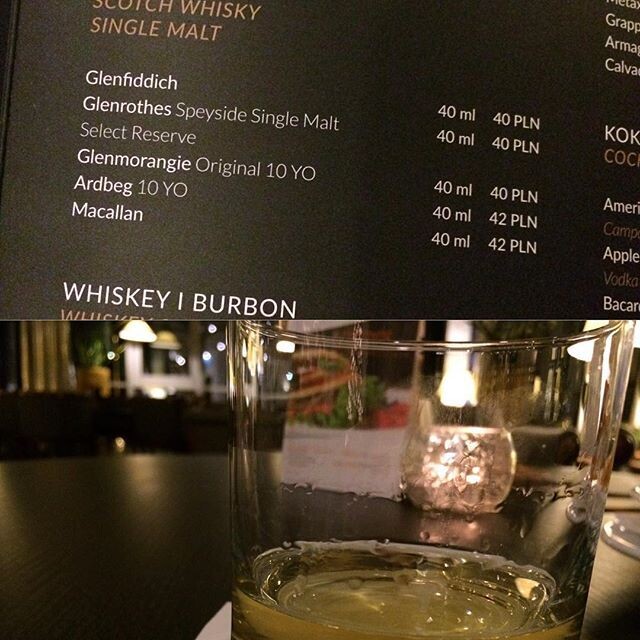 SCOTCH WHISKY
SINGLE MALT
Glenfiddich 40 ml 40 PLN
Glenrothes Speyside Single Malt 40 ml 40 PLN
Select Reserve
Glenmorangie Original 10 YO 40 ml 40 PLN
Ardbeg 10 YO 40 ml 42 PLN
Macallan 40 ml 42 PLN
WHISKEY I BURBON
Metax
Grapp
Armag
Calva
KOK
Ameri
Campa
Apple
Vodka
Bacar